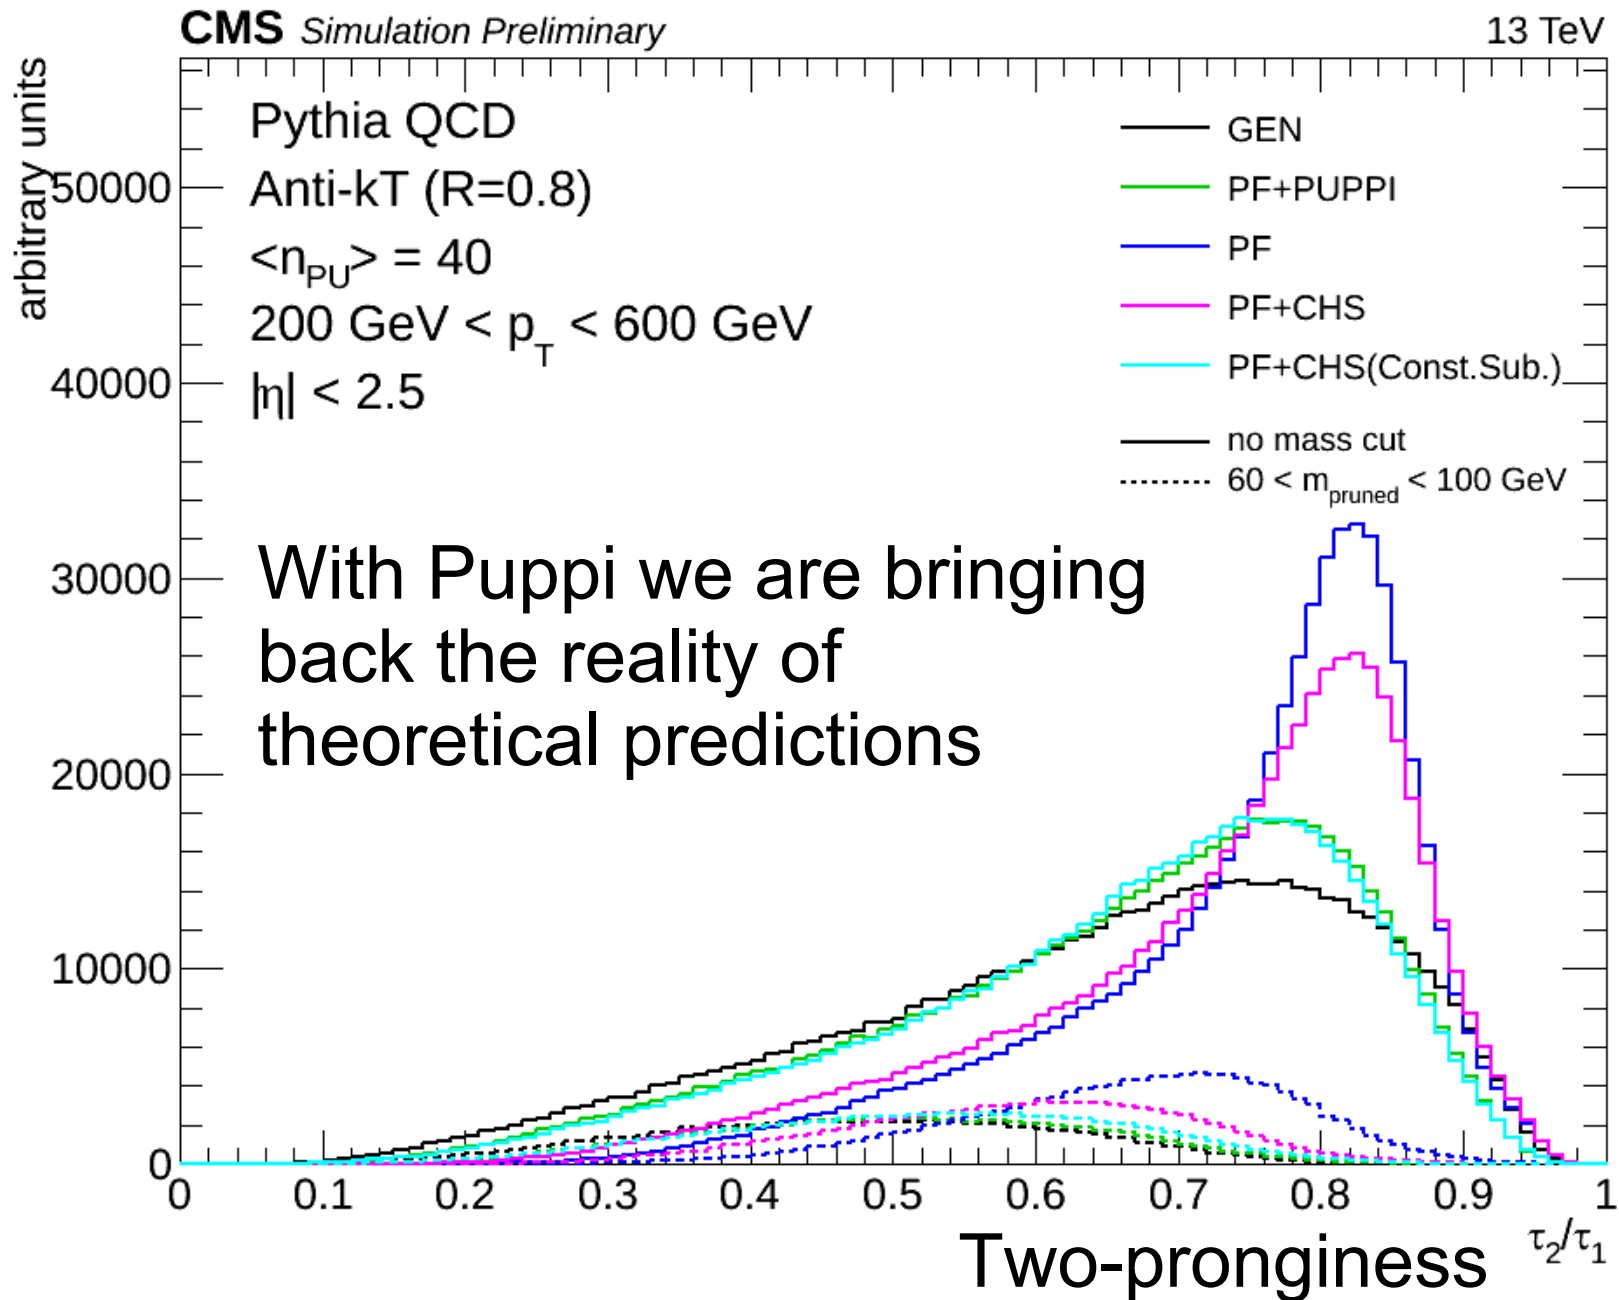 CMS Simulation Preliminary
13 TeV
arbitrary units
Pythia QCD
Anti-kT (R=0.8)
<n_PU> = 40
200 GeV < p_T < 600 GeV
|η| < 2.5
GEN
PF+PUPPI
PF
PF+CHS
PF+CHS(Const.Sub.)
no mass cut
60 < m_pruned < 100 GeV
With Puppi we are bringing
back the reality of
theoretical predictions
50000
40000
30000
20000
10000
0
0 0.1 0.2 0.3 0.4 0.5 0.6 0.7 0.8 0.9 1
Two-pronginess τ_2/τ_1